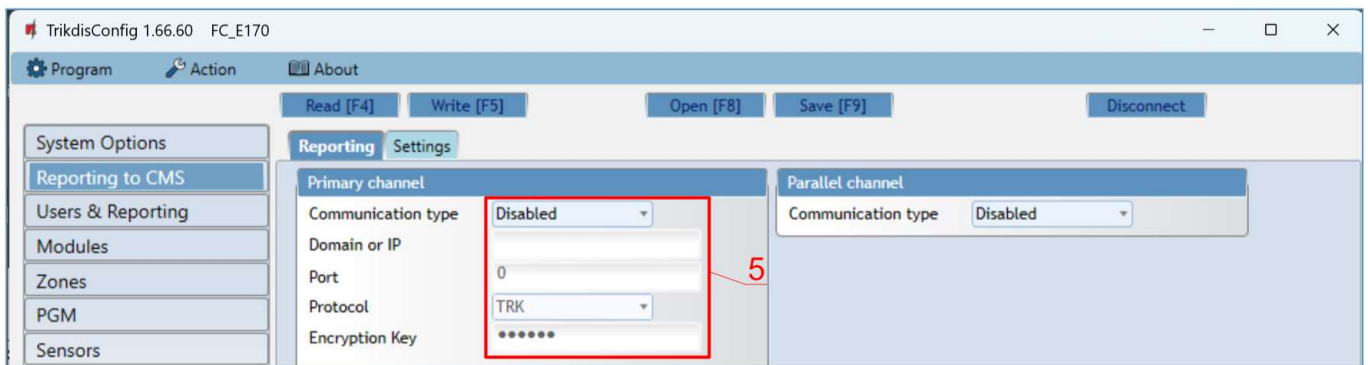 TrikdisConfig 1.66.60 FC_E170
Program Action About
Read [F4] Write [F5] Open [F8] Save [F9] Disconnect
System Options
Reporting to CMS
Users & Reporting
Modules
Zones
PGM
Sensors
Reporting Settings
Primary channel
Communication type Disabled
Domain or IP
Port 0
Protocol TRK
Encryption Key ••••••
5
Parallel channel
Communication type Disabled